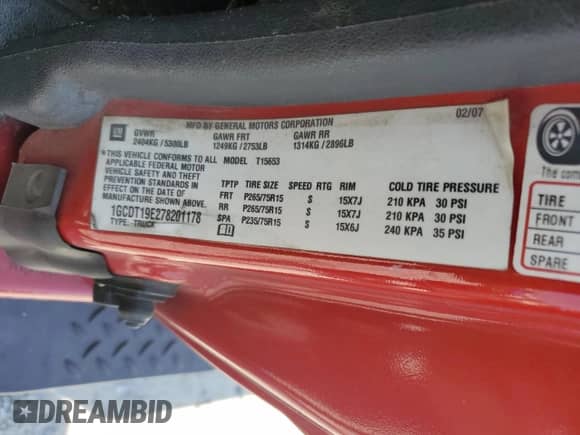 MFD BY GENERAL MOTORS CORPORATION 02/07
GM GVWR GAWR FRT GAWR RR
2404KG / 5300LB 1249KG / 2753LB 1314KG / 2896LB
THIS VEHICLE CONFORMS TO ALL MODEL T15653
APPLICABLE FEDERAL MOTOR
VEHICLE SAFETY AND THEFT
PREVENTION STANDARDS IN
EFFECT ON THE DATE OF
MANUFACTURE SHOWN ABOVE.
1GCDT19E278201178
TYPE: TRUCK
TPTP TIRE SIZE SPEED RTG RIM COLD TIRE PRESSURE
FRT P265/75R15 S 15X7J 210 KPA 30 PSI
RR P265/75R15 S 15X7J 210 KPA 30 PSI
SPA P235/75R15 S 15X6J 240 KPA 35 PSI
The com
TIRE
FRONT
REAR
SPARE
DREAMBID